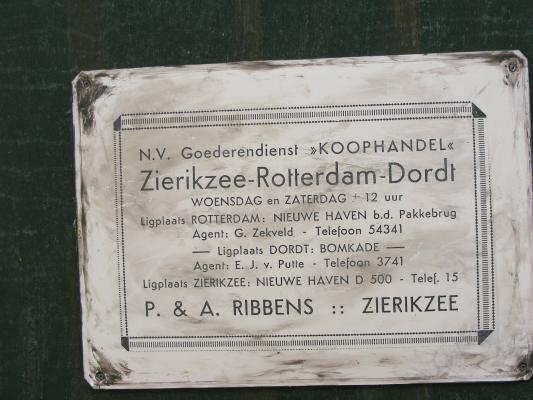 N.V. Goederendienst »KOOPHANDEL«
Zierikzee-Rotterdam-Dordt
WOENSDAG en ZATERDAG ÷ 12 uur
Ligplaats ROTTERDAM: NIEUWE HAVEN b.d. Pakkebrug
Agent: G. Zekveld - Telefoon 54341
— Ligplaats DORDT: BOMKADE —
Agent: E. J. v. Putte - Telefoon 3741
Ligplaats ZIERIKZEE: NIEUWE HAVEN D 500 - Telef. 15
P. & A. RIBBENS :: ZIERIKZEE